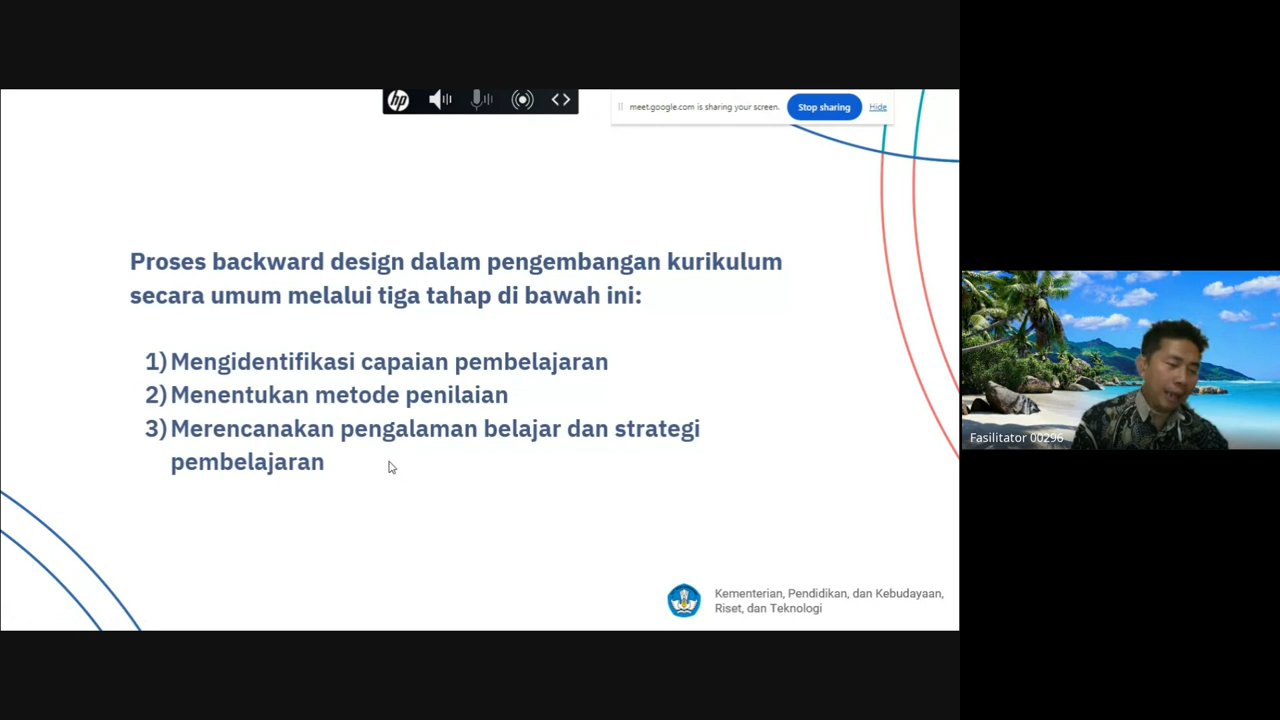 hp
meet.google.com is sharing your screen.
Stop sharing
Hide
Proses backward design dalam pengembangan kurikulum
secara umum melalui tiga tahap di bawah ini:
1) Mengidentifikasi capaian pembelajaran
2) Menentukan metode penilaian
3) Merencanakan pengalaman belajar dan strategi
pembelajaran
Kementerian, Pendidikan, dan Kebudayaan,
Riset, dan Teknologi
Fasilitator 00296